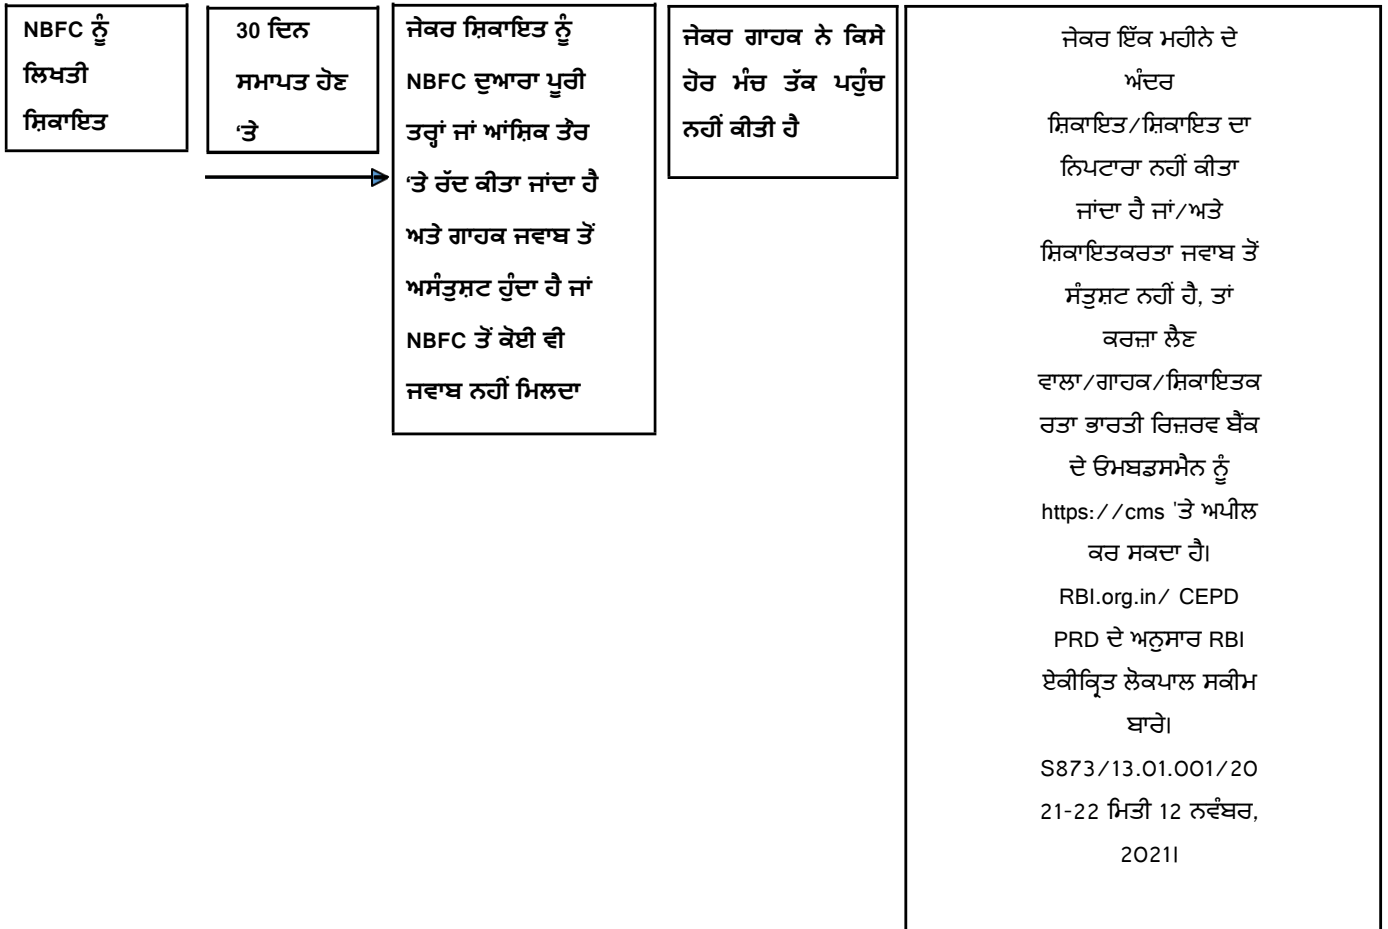 NBFC ਨੂੰ
ਲਿਖਤੀ
ਸ਼ਿਕਾਇਤ
30 ਦਿਨ
ਸਮਾਪਤ ਹੋਣ
‘ਤੇ
ਜੇਕਰ ਸ਼ਿਕਾਇਤ ਨੂੰ
NBFC ਦੁਆਰਾ ਪੂਰੀ
ਤਰ੍ਹਾਂ ਜਾਂ ਆਂਸ਼ਿਕ ਤੌਰ
‘ਤੇ ਰੱਦ ਕੀਤਾ ਜਾਂਦਾ ਹੈ
ਅਤੇ ਗਾਹਕ ਜਵਾਬ ਤੋਂ
ਅਸੰਤੁਸ਼ਟ ਹੁੰਦਾ ਹੈ ਜਾਂ
NBFC ਤੋਂ ਕੋਈ ਵੀ
ਜਵਾਬ ਨਹੀਂ ਮਿਲਦਾ
ਜੇਕਰ ਗਾਹਕ ਨੇ ਕਿਸੇ
ਹੋਰ ਮੰਚ ਤੱਕ ਪਹੁੰਚ
ਨਹੀਂ ਕੀਤੀ ਹੈ
ਜੇਕਰ ਇੱਕ ਮਹੀਨੇ ਦੇ
ਅੰਦਰ
ਸ਼ਿਕਾਇਤ/ਸ਼ਿਕਾਇਤ ਦਾ
ਨਿਪਟਾਰਾ ਨਹੀਂ ਕੀਤਾ
ਜਾਂਦਾ ਹੈ ਜਾਂ/ਅਤੇ
ਸ਼ਿਕਾਇਤਕਰਤਾ ਜਵਾਬ ਤੋਂ
ਸੰਤੁਸ਼ਟ ਨਹੀਂ ਹੈ, ਤਾਂ
ਕਰਜ਼ਾ ਲੈਣ
ਵਾਲਾ/ਗਾਹਕ/ਸ਼ਿਕਾਇਤਕ
ਰਤਾ ਭਾਰਤੀ ਰਿਜ਼ਰਵ ਬੈਂਕ
ਦੇ ਓਮਬਡਸਮੈਨ ਨੂੰ
https://cms 'ਤੇ ਅਪੀਲ
ਕਰ ਸਕਦਾ ਹੈ।
RBI.org.in/ CEPD
PRD ਦੇ ਅਨੁਸਾਰ RBI
ਏਕੀਕ੍ਰਿਤ ਲੋਕਪਾਲ ਸਕੀਮ
ਬਾਰੇ।
S873/13.01.001/20
21-22 ਮਿਤੀ 12 ਨਵੰਬਰ,
2021।